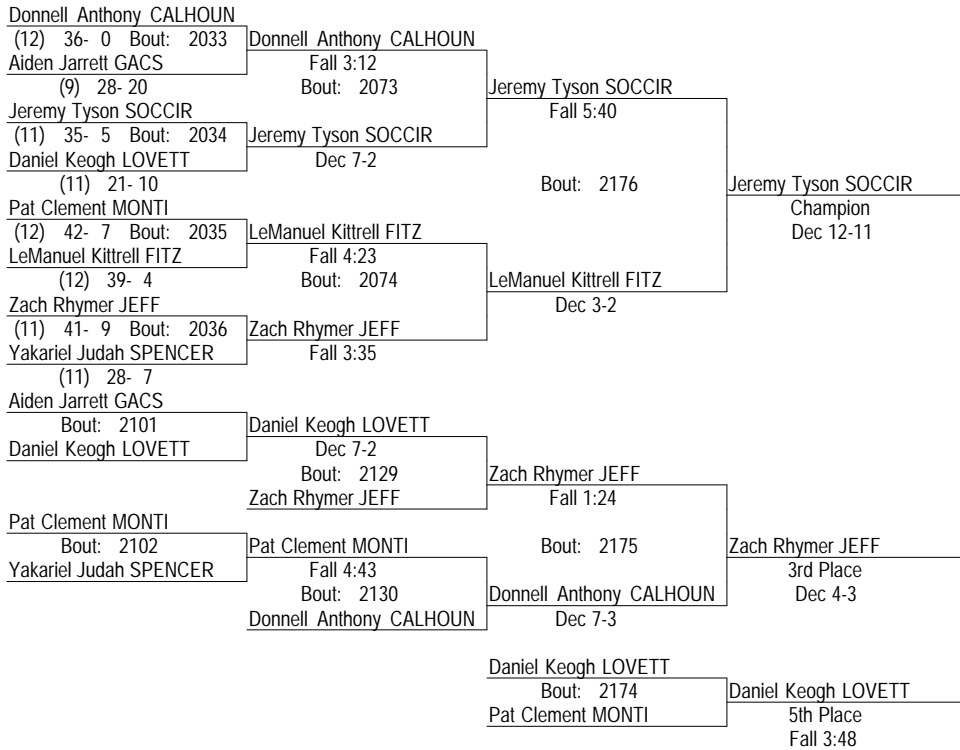 Donnell Anthony CALHOUN
(12) 36- 0 Bout: 2033
Aiden Jarrett GACS
(9) 28- 20
Jeremy Tyson SOCCIR
(11) 35- 5 Bout: 2034
Daniel Keogh LOVETT
(11) 21- 10
Pat Clement MONTI
(12) 42- 7 Bout: 2035
LeManuel Kittrell FITZ
(12) 39- 4
Zach Rhymer JEFF
(11) 41- 9 Bout: 2036
Yakariel Judah SPENCER
(11) 28- 7
Donnell Anthony CALHOUN
Fall 3:12
Bout: 2073
Jeremy Tyson SOCCIR
Dec 7-2
LeManuel Kittrell FITZ
Fall 4:23
Bout: 2074
Zach Rhymer JEFF
Fall 3:35
Jeremy Tyson SOCCIR
Fall 5:40
Bout: 2176
LeManuel Kittrell FITZ
Dec 3-2
Jeremy Tyson SOCCIR
Champion
Dec 12-11
Aiden Jarrett GACS
Bout: 2101
Daniel Keogh LOVETT
Pat Clement MONTI
Bout: 2102
Yakariel Judah SPENCER
Daniel Keogh LOVETT
Dec 7-2
Bout: 2129
Zach Rhymer JEFF
Pat Clement MONTI
Fall 4:43
Bout: 2130
Donnell Anthony CALHOUN
Zach Rhymer JEFF
Fall 1:24
Bout: 2175
Donnell Anthony CALHOUN
Dec 7-3
Zach Rhymer JEFF
3rd Place
Dec 4-3
Daniel Keogh LOVETT
Bout: 2174
Pat Clement MONTI
Daniel Keogh LOVETT
5th Place
Fall 3:48